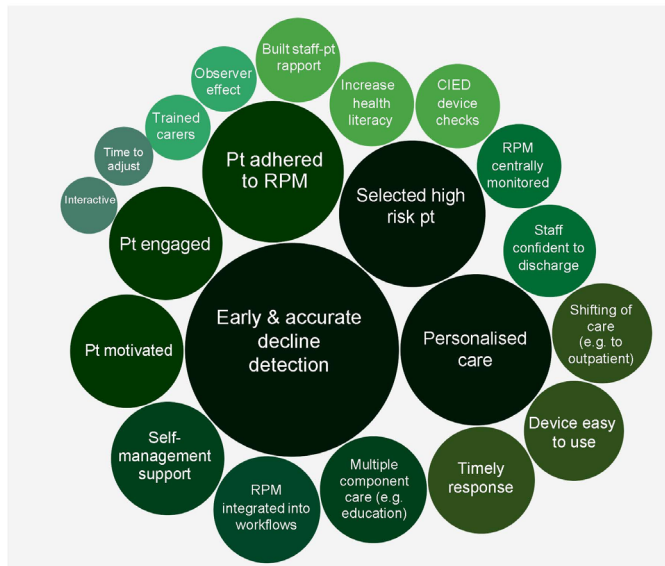 Built staff-pt
rapport
Observer
effect
Increase
health
literacy
CIED
device
checks
Trained
carers
Time to
adjust
Interactive
Pt adhered
to RPM
Selected high
risk pt
RPM
centrally
monitored
Staff
confident to
discharge
Pt engaged
Early & accurate
decline
detection
Personalised
care
Shifting of
care
(e.g. to
outpatient)
Pt motivated
Device easy
to use
Self-
management
support
RPM
integrated into
workflows
Multiple
component
care (e.g.
education)
Timely
response